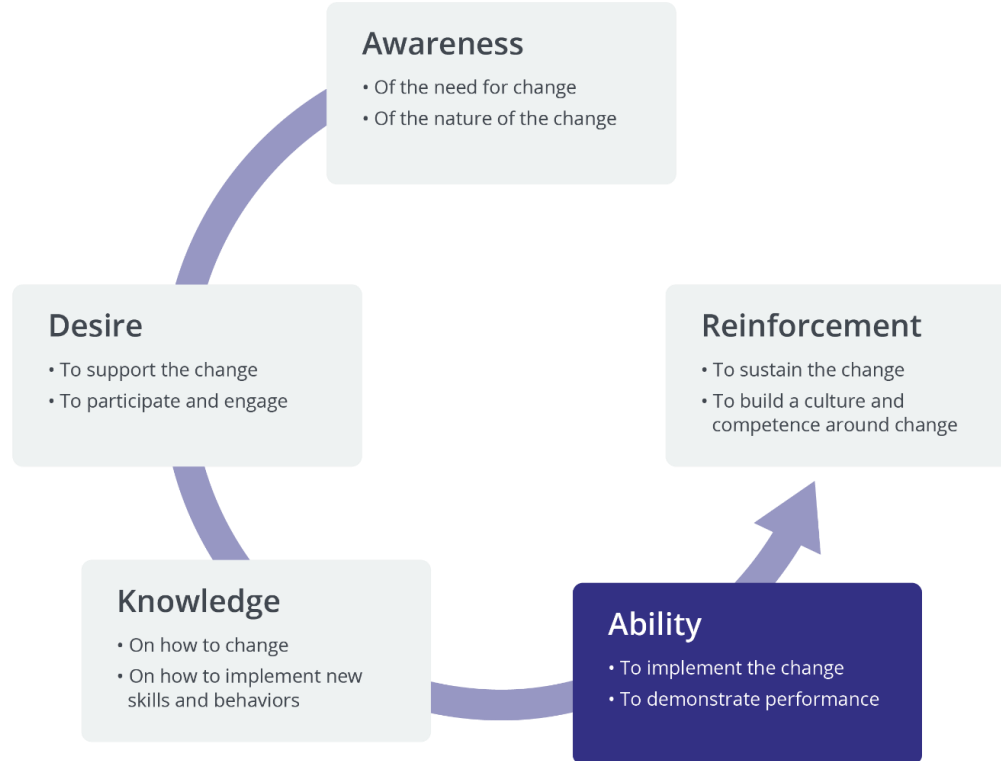 Awareness
• Of the need for change
• Of the nature of the change
Desire
• To support the change
• To participate and engage
Knowledge
• On how to change
• On how to implement new
skills and behaviors
Ability
• To implement the change
• To demonstrate performance
Reinforcement
• To sustain the change
• To build a culture and
competence around change